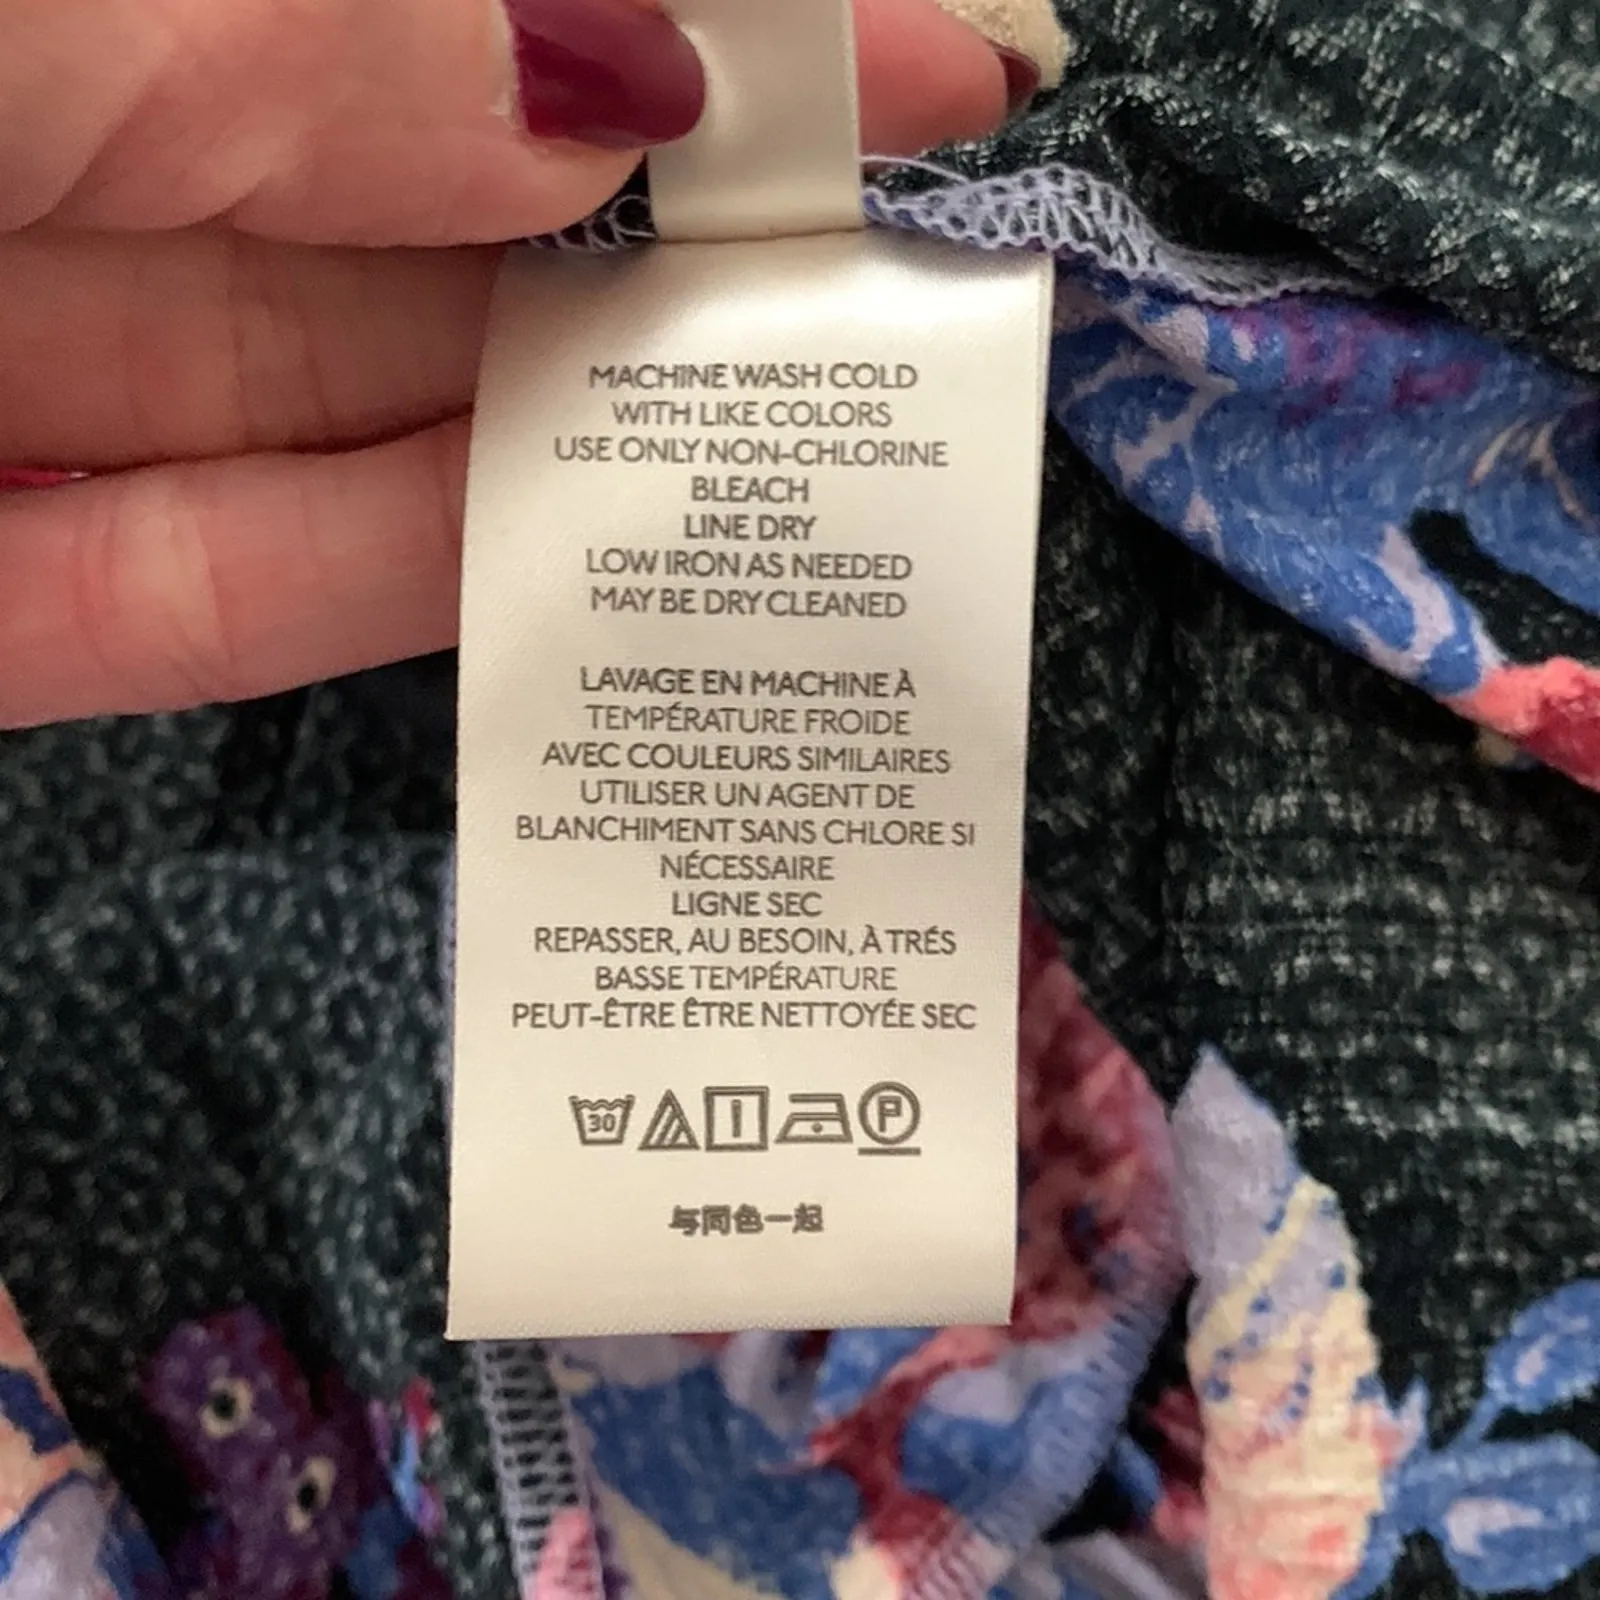 MACHINE WASH COLD
WITH LIKE COLORS
USE ONLY NON-CHLORINE
BLEACH
LINE DRY
LOW IRON AS NEEDED
MAY BE DRY CLEANED
LAVAGE EN MACHINE À
TEMPÉRATURE FROIDE
AVEC COULEURS SIMILAIRES
UTILISER UN AGENT DE
BLANCHIMENT SANS CHLORE SI
NÉCESSAIRE
LIGNE SEC
REPASSER, AU BESOIN, À TRÉS
BASSE TEMPÉRATURE
PEUT-ÊTRE ÊTRE NETTOYÉE SEC
30 P
与同色一起